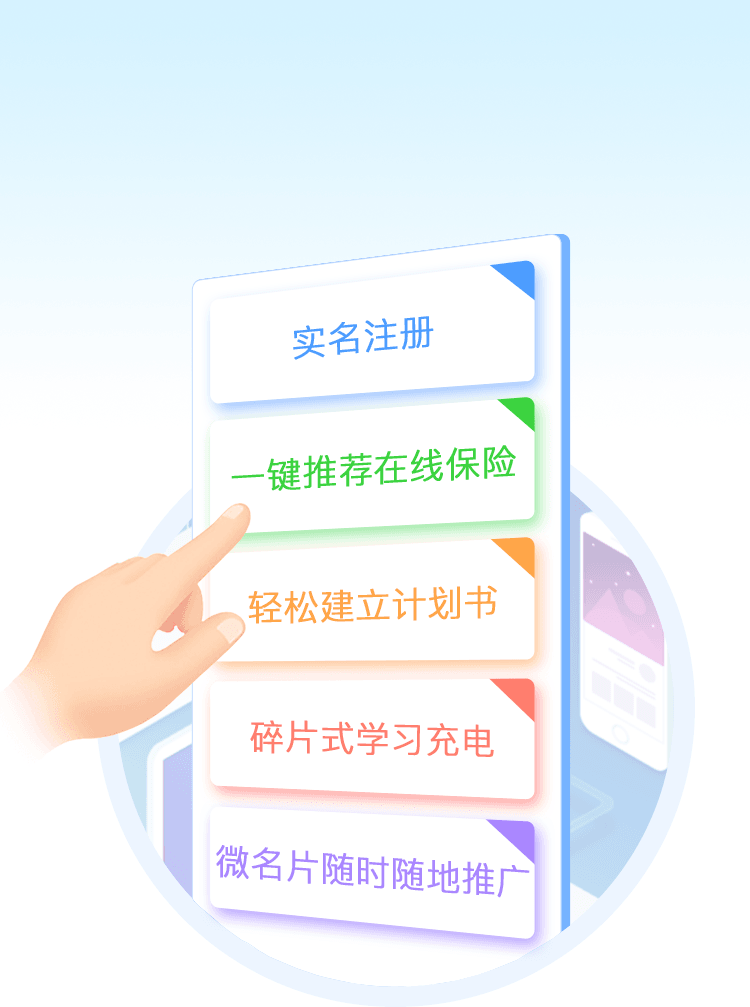 实名注册
一键推荐在线保险
轻松建立计划书
碎片式学习充电
微名片随时随地推广